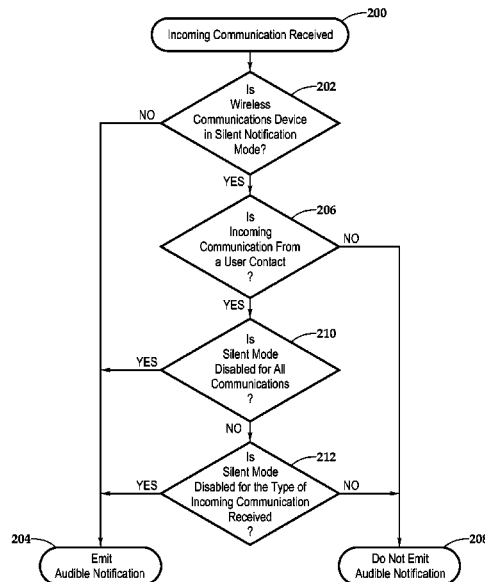 200
Incoming Communication Received
202
Is
Wireless
Communications Device
in Silent Notification
Mode?
NO
YES
206
Is
Incoming
Communication From
a User Contact
?
NO
YES
210
Is
Silent Mode
Disabled for All
Communications
?
YES
NO
212
Is
Silent Mode
Disabled for the Type of
Incoming Communication
Received
?
YES
NO
204
Emit
Audible Notification
208
Do Not Emit
Audible Notification